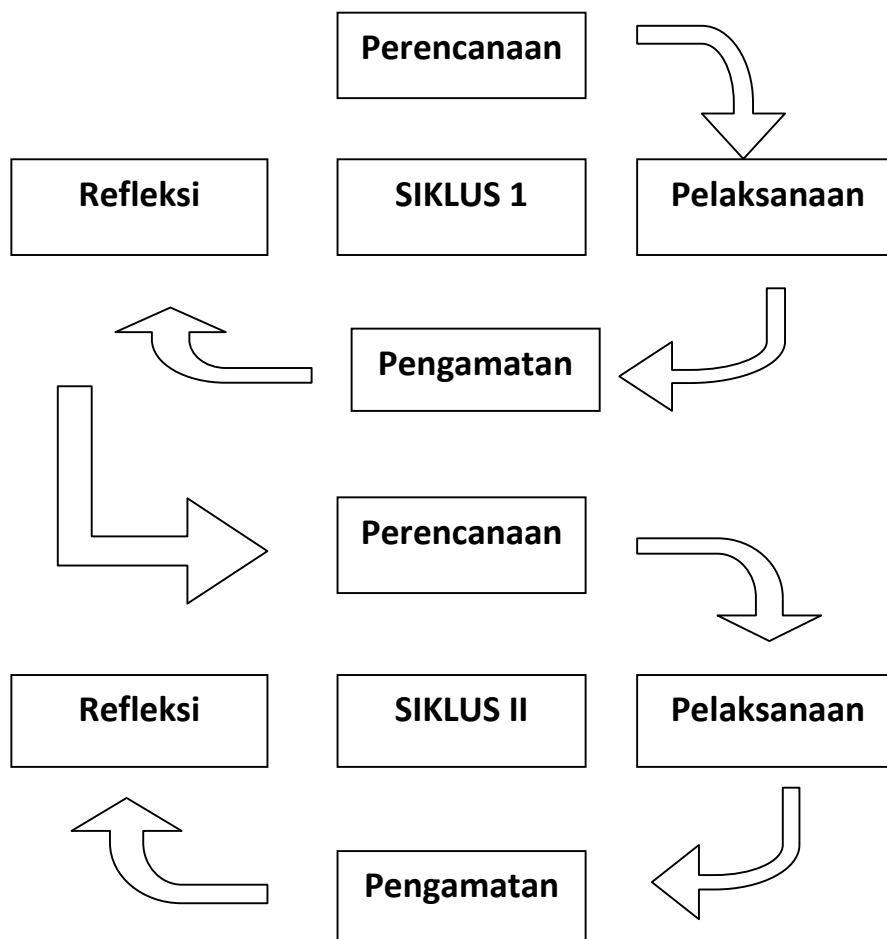 Perencanaan
Refleksi
SIKLUS 1
Pelaksanaan
Pengamatan
Perencanaan
Refleksi
SIKLUS II
Pelaksanaan
Pengamatan